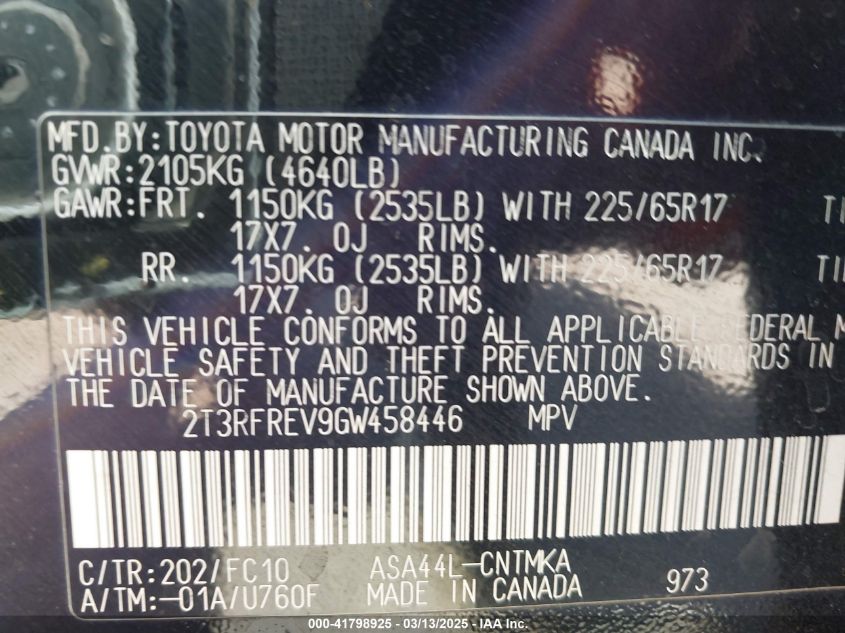 MFD.BY:TOYOTA MOTOR MANUFACTURING CANADA INC.
GVWR:2105KG (4640LB)
GAWR:FRT. 1150KG (2535LB) WITH 225/65R17
17X7.0J RIMS.
RR. 1150KG (2535LB) WITH 225/65R17
17X7.0J RIMS.
THIS VEHICLE CONFORMS TO ALL APPLICABLE FEDERAL
VEHICLE SAFETY AND THEFT PREVENTION STANDARDS IN
THE DATE OF MANUFACTURE SHOWN ABOVE.
2T3RFREV9GW458446 MPV
C/TR:202/FC10 ASA44L-CNTMKA
A/TM:-01A/U760F MADE IN CANADA 973
000-41798925 - 03/13/2025 - IAA Inc.